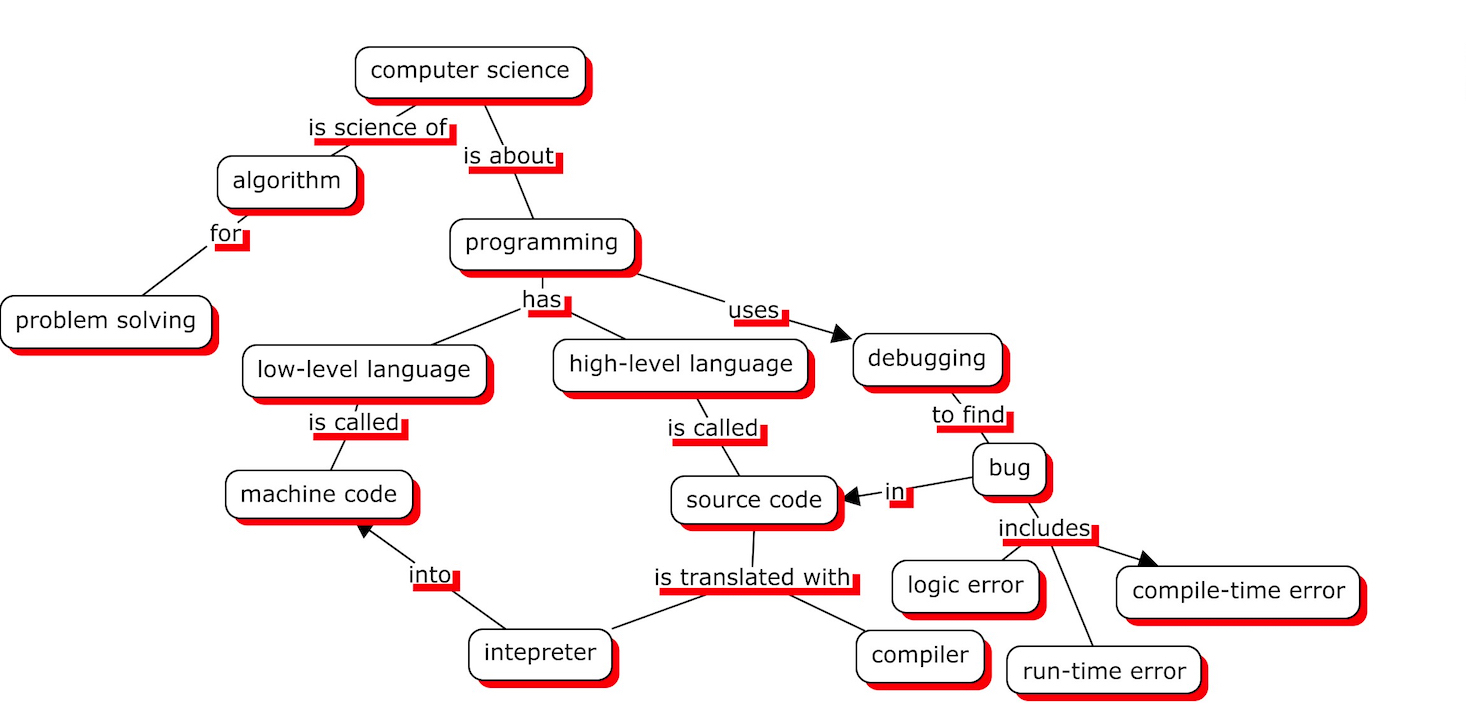 computer science
is science of
is about
algorithm
for
programming
has
uses
problem solving
low-level language
high-level language
debugging
is called
is called
to find
machine code
source code
in
bug
includes
into
is translated with
logic error
compile-time error
intepreter
compiler
run-time error